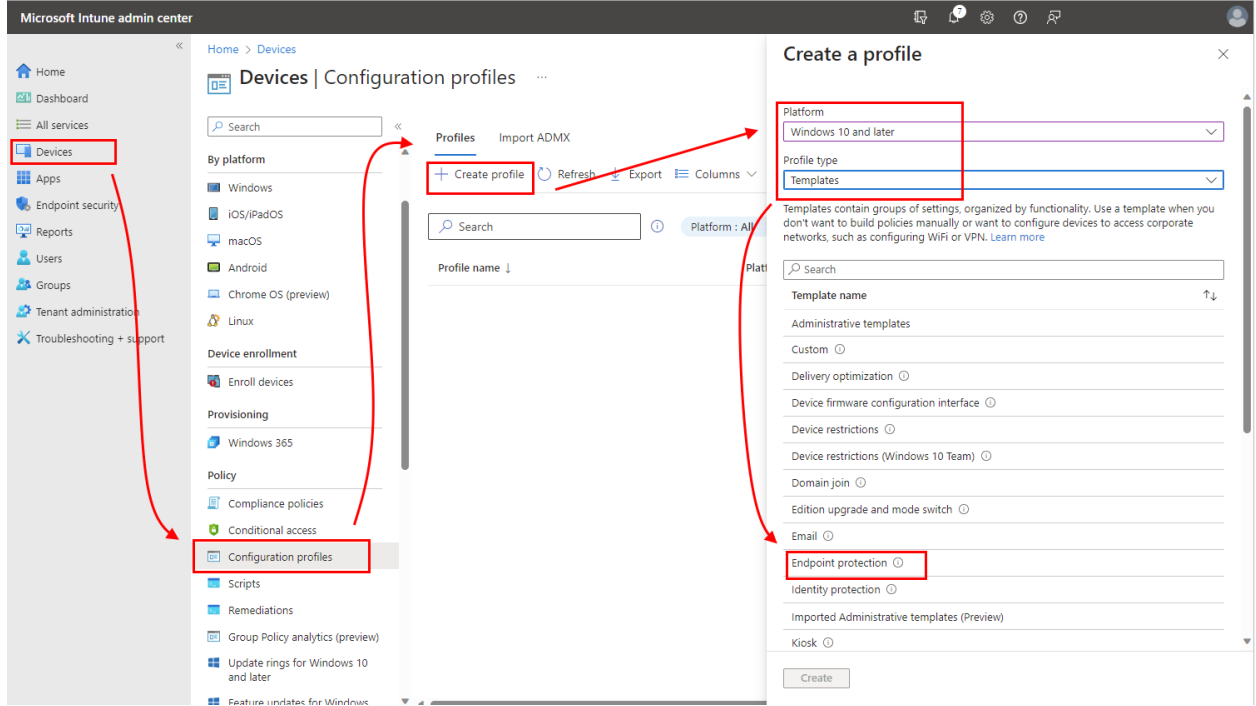 Microsoft Intune admin center
7
«
Home
Dashboard
All services
Devices
Apps
Endpoint security
Reports
Users
Groups
Tenant administration
Troubleshooting + support
Home > Devices
Devices | Configuration profiles ...
Search
«
By platform
Windows
iOS/iPadOS
macOS
Android
Chrome OS (preview)
Linux
Device enrollment
Enroll devices
Provisioning
Windows 365
Policy
Compliance policies
Conditional access
Configuration profiles
Scripts
Remediations
Group Policy analytics (preview)
Update rings for Windows 10
and later
Feature updates for Windows
Profiles Import ADMX
+ Create profile Refresh Export Columns
Search Platform : All
Profile name ↓ Platf
Create a profile
Platform
Windows 10 and later
Profile type
Templates
Templates contain groups of settings, organized by functionality. Use a template when you
don't want to build policies manually or want to configure devices to access corporate
networks, such as configuring WiFi or VPN. Learn more
Search
Template name ↑↓
Administrative templates
Custom
Delivery optimization
Device firmware configuration interface
Device restrictions
Device restrictions (Windows 10 Team)
Domain join
Edition upgrade and mode switch
Email
Endpoint protection
Identity protection
Imported Administrative templates (Preview)
Kiosk
Create